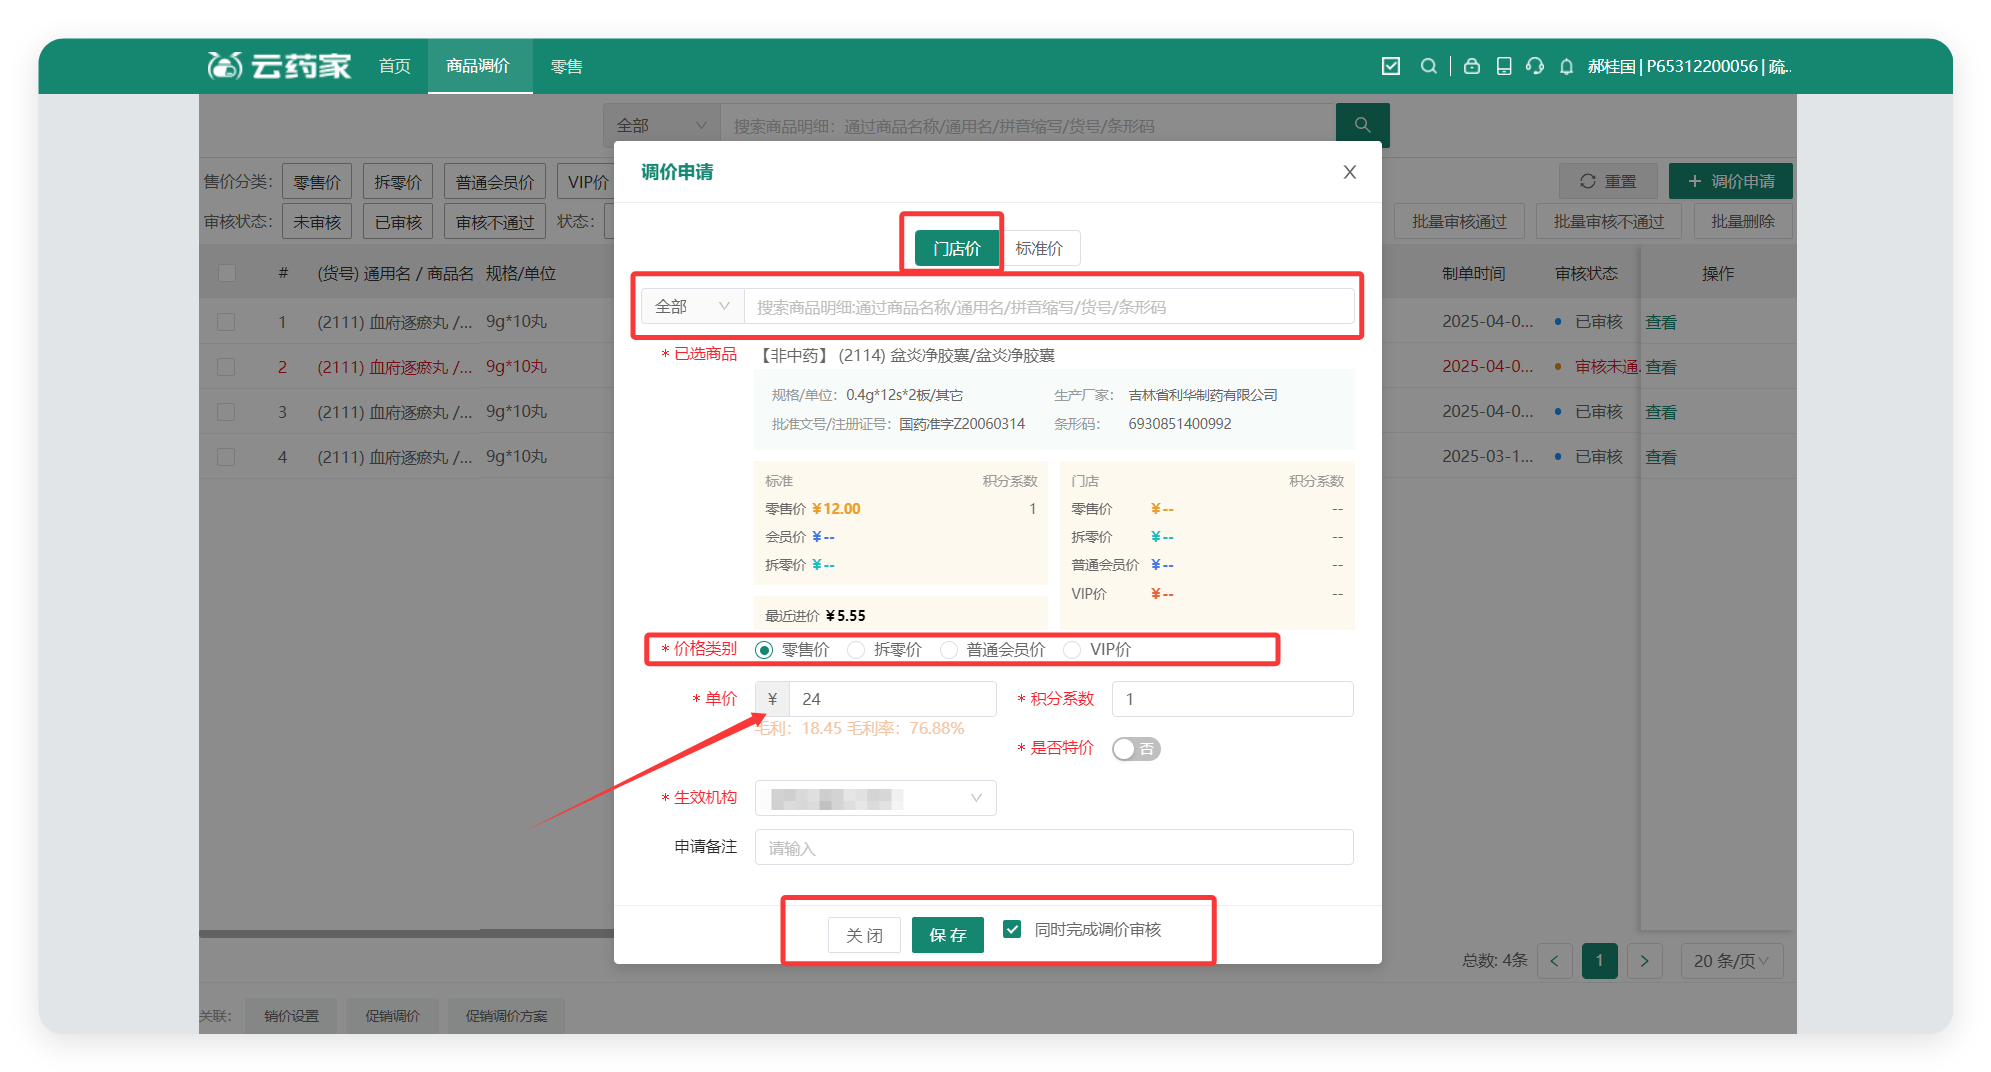 云药家 首页 商品调价 零售 郝桂国|P65312200056|疏..
全部 搜索商品明细：通过商品名称/通用名/拼音缩写/货号/条形码
售价分类： 零售价 拆零价 普通会员价 VIP价 重置 + 调价申请
审核状态： 未审核 已审核 审核不通过 状态： 批量审核通过 批量审核不通过 批量删除
# (货号) 通用名 / 商品名 规格/单位 制单时间 审核状态 操作
1 (2111) 血府逐瘀丸 /... 9g*10丸 2025-04-0... 已审核 查看
2 (2111) 血府逐瘀丸 /... 9g*10丸 2025-04-0... 审核未通. 查看
3 (2111) 血府逐瘀丸 /... 9g*10丸 2025-04-0... 已审核 查看
4 (2111) 血府逐瘀丸 /... 9g*10丸 2025-03-1... 已审核 查看
调价申请
门店价 标准价
全部 搜索商品明细:通过商品名称/通用名/拼音缩写/货号/条形码
* 已选商品 【非中药】 (2114) 盆炎净胶囊/盆炎净胶囊
规格/单位： 0.4g*12s*2板/其它 生产厂家： 吉林省利华制药有限公司
批准文号/注册证号： 国药准字Z20060314 条形码： 6930851400992
标准 积分系数 门店 积分系数
零售价 ¥12.00 1 零售价 ¥-- --
会员价 ¥-- 拆零价 ¥-- --
拆零价 ¥-- 普通会员价 ¥-- --
VIP价 ¥-- --
最近进价 ¥5.55
* 价格类别 零售价 拆零价 普通会员价 VIP价
* 单价 ¥ 24 * 积分系数 1
毛利：18.45 毛利率：76.88%
* 是否特价 否
* 生效机构
申请备注 请输入
关 闭 保 存 同时完成调价审核
总数: 4条 < 1 > 20 条/页
关联： 销价设置 促销调价 促销调价方案